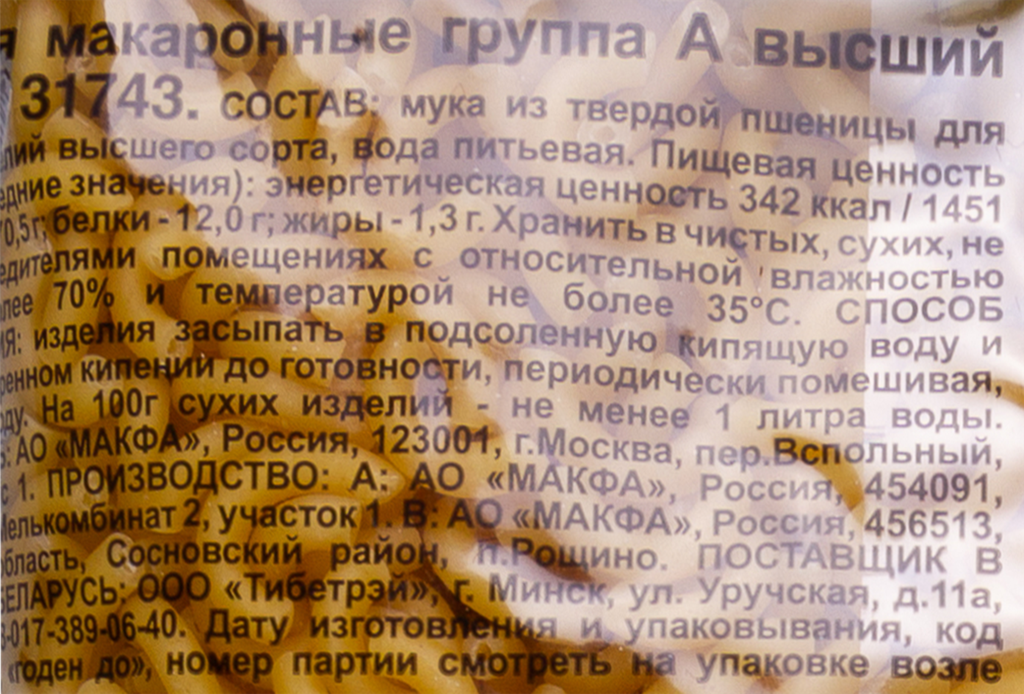 я макаронные группа А высший
31743. СОСТАВ: мука из твердой пшеницы для
лий высшего сорта, вода питьевая. Пищевая ценность
едние значения): энергетическая ценность 342 ккал / 1451
70,5г; белки - 12,0 г; жиры - 1,3 г. Хранить в чистых, сухих, не
едителями помещениях с относительной влажностью
олее 70% и температурой не более 35°С. СПОСОБ
ИЯ: изделия засыпать в подсоленную кипящую воду и
ренном кипении до готовности, периодически помешивая,
оду. На 100г сухих изделий - не менее 1 литра воды.
: АО «МАКФА», Россия, 123001, г.Москва, пер.Вспольный,
с 1. ПРОИЗВОДСТВО: А: АО «МАКФА», Россия, 454091,
Мелькомбинат 2, участок 1. В: АО «МАКФА», Россия, 456513,
область, Сосновский район, п.Рощино. ПОСТАВЩИК В
БЕЛАРУСЬ: ООО «Тибетрэй», г. Минск, ул. Уручская, д.11а,
-017-389-06-40. Дату изготовления и упаковывания, код
«годен до», номер партии смотреть на упаковке возле